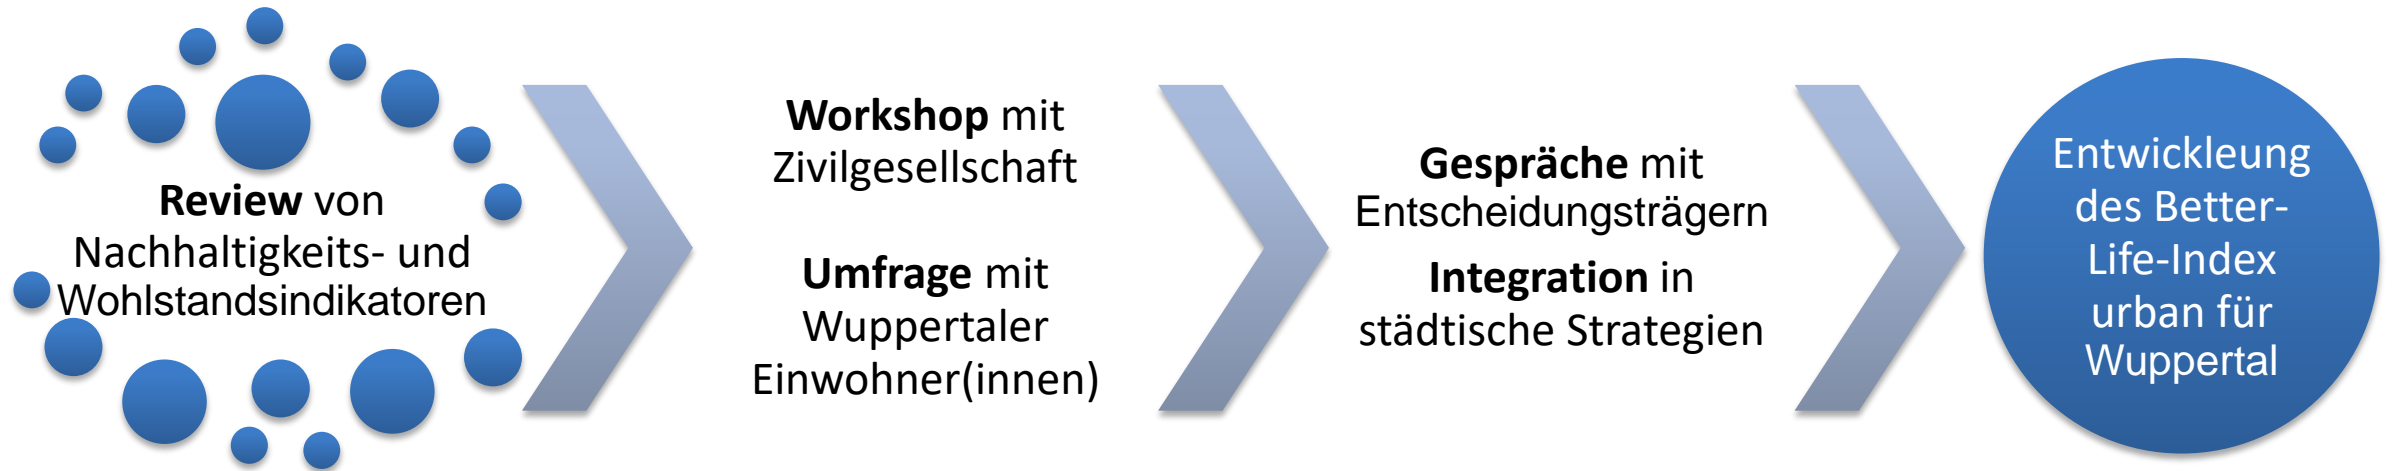 Review von
Nachhaltigkeits- und
Wohlstandsindikatoren
Workshop mit
Zivilgesellschaft
Umfrage mit
Wuppertaler
Einwohner(innen)
Gespräche mit
Entscheidungsträgern
Integration in
städtische Strategien
Entwickleung
des Better-
Life-Index
urban für
Wuppertal